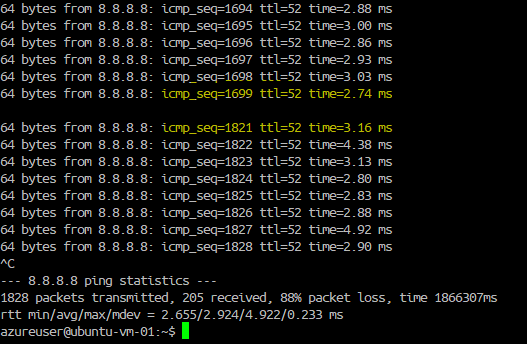 64 bytes from 8.8.8.8: icmp_seq=1694 ttl=52 time=2.88 ms
64 bytes from 8.8.8.8: icmp_seq=1695 ttl=52 time=3.00 ms
64 bytes from 8.8.8.8: icmp_seq=1696 ttl=52 time=2.86 ms
64 bytes from 8.8.8.8: icmp_seq=1697 ttl=52 time=2.93 ms
64 bytes from 8.8.8.8: icmp_seq=1698 ttl=52 time=3.03 ms
64 bytes from 8.8.8.8: icmp_seq=1699 ttl=52 time=2.74 ms
64 bytes from 8.8.8.8: icmp_seq=1821 ttl=52 time=3.16 ms
64 bytes from 8.8.8.8: icmp_seq=1822 ttl=52 time=4.38 ms
64 bytes from 8.8.8.8: icmp_seq=1823 ttl=52 time=3.13 ms
64 bytes from 8.8.8.8: icmp_seq=1824 ttl=52 time=2.80 ms
64 bytes from 8.8.8.8: icmp_seq=1825 ttl=52 time=2.83 ms
64 bytes from 8.8.8.8: icmp_seq=1826 ttl=52 time=2.88 ms
64 bytes from 8.8.8.8: icmp_seq=1827 ttl=52 time=4.92 ms
64 bytes from 8.8.8.8: icmp_seq=1828 ttl=52 time=2.90 ms
^C
--- 8.8.8.8 ping statistics ---
1828 packets transmitted, 205 received, 88% packet loss, time 1866307ms
rtt min/avg/max/mdev = 2.655/2.924/4.922/0.233 ms
azureuser@ubuntu-vm-01:~$